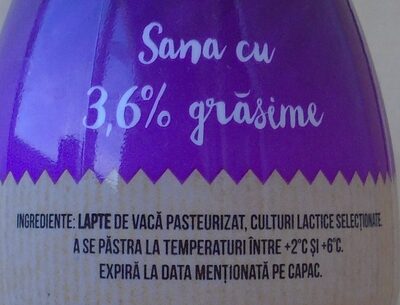 Sana cu
3,6% grăsime
INGREDIENTE: LAPTE DE VACĂ PASTEURIZAT, CULTURI LACTICE SELECȚIONATE.
A SE PĂSTRA LA TEMPERATURI ÎNTRE +2°C ȘI +6°C.
EXPIRĂ LA DATA MENȚIONATĂ PE CAPAC.